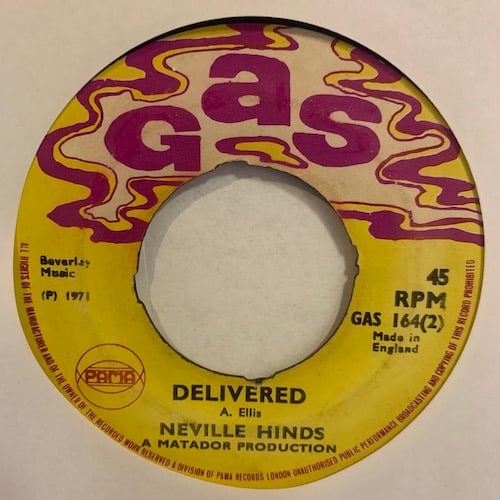 Gas
Beverley
Music
(P) 1971
45
RPM
GAS 164(2)
Made in
England
PAMA
DELIVERED
A. Ellis
NEVILLE HINDS
A MATADOR PRODUCTION
ALL RIGHTS OF THE MANUFACTURER AND OF THE OWNER OF THE RECORDED WORK RESERVED A DIVISION OF PAMA RECORDS LONDON UNAUTHORISED PUBLIC PERFORMANCE BROADCASTING AND COPYING OF THIS RECORD PROHIBITED